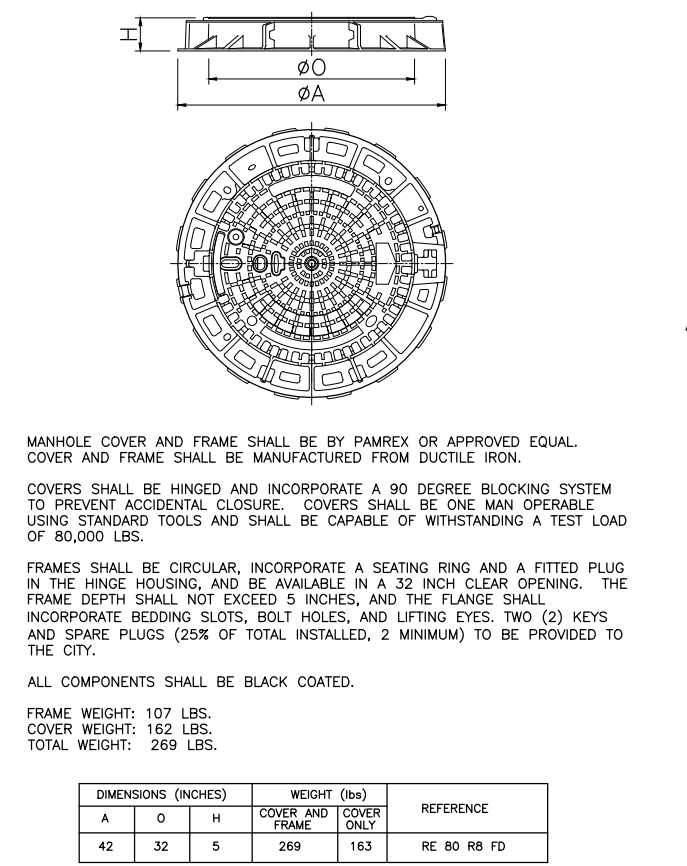 H
ØO
ØA
MANHOLE COVER AND FRAME SHALL BE BY PAMREX OR APPROVED EQUAL.
COVER AND FRAME SHALL BE MANUFACTURED FROM DUCTILE IRON.
COVERS SHALL BE HINGED AND INCORPORATE A 90 DEGREE BLOCKING SYSTEM
TO PREVENT ACCIDENTAL CLOSURE. COVERS SHALL BE ONE MAN OPERABLE
USING STANDARD TOOLS AND SHALL BE CAPABLE OF WITHSTANDING A TEST LOAD
OF 80,000 LBS.
FRAMES SHALL BE CIRCULAR, INCORPORATE A SEATING RING AND A FITTED PLUG
IN THE HINGE HOUSING, AND BE AVAILABLE IN A 32 INCH CLEAR OPENING. THE
FRAME DEPTH SHALL NOT EXCEED 5 INCHES, AND THE FLANGE SHALL
INCORPORATE BEDDING SLOTS, BOLT HOLES, AND LIFTING EYES. TWO (2) KEYS
AND SPARE PLUGS (25% OF TOTAL INSTALLED, 2 MINIMUM) TO BE PROVIDED TO
THE CITY.
ALL COMPONENTS SHALL BE BLACK COATED.
FRAME WEIGHT: 107 LBS.
COVER WEIGHT: 162 LBS.
TOTAL WEIGHT: 269 LBS.
DIMENSIONS (INCHES) WEIGHT (lbs) REFERENCE
A O H COVER AND FRAME COVER ONLY
42 32 5 269 163 RE 80 R8 FD